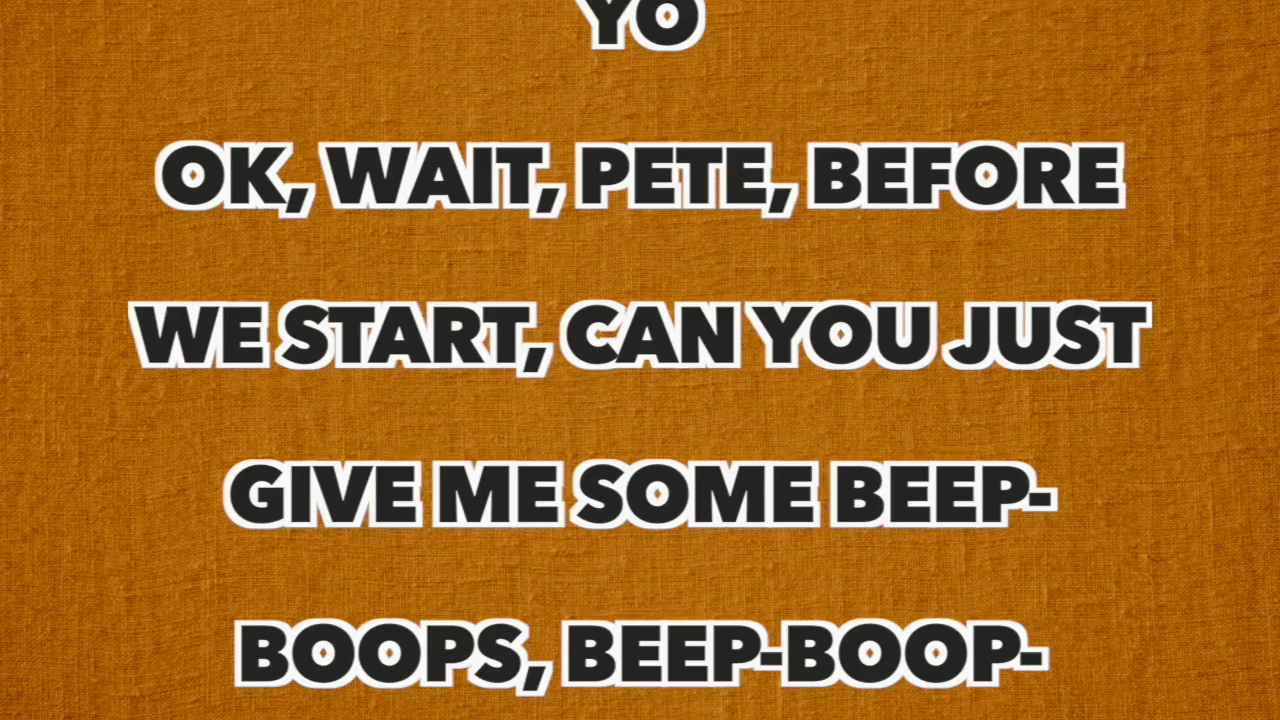 YO
OK, WAIT, PETE, BEFORE
WE START, CAN YOU JUST
GIVE ME SOME BEEP-
BOOPS, BEEP-BOOP-